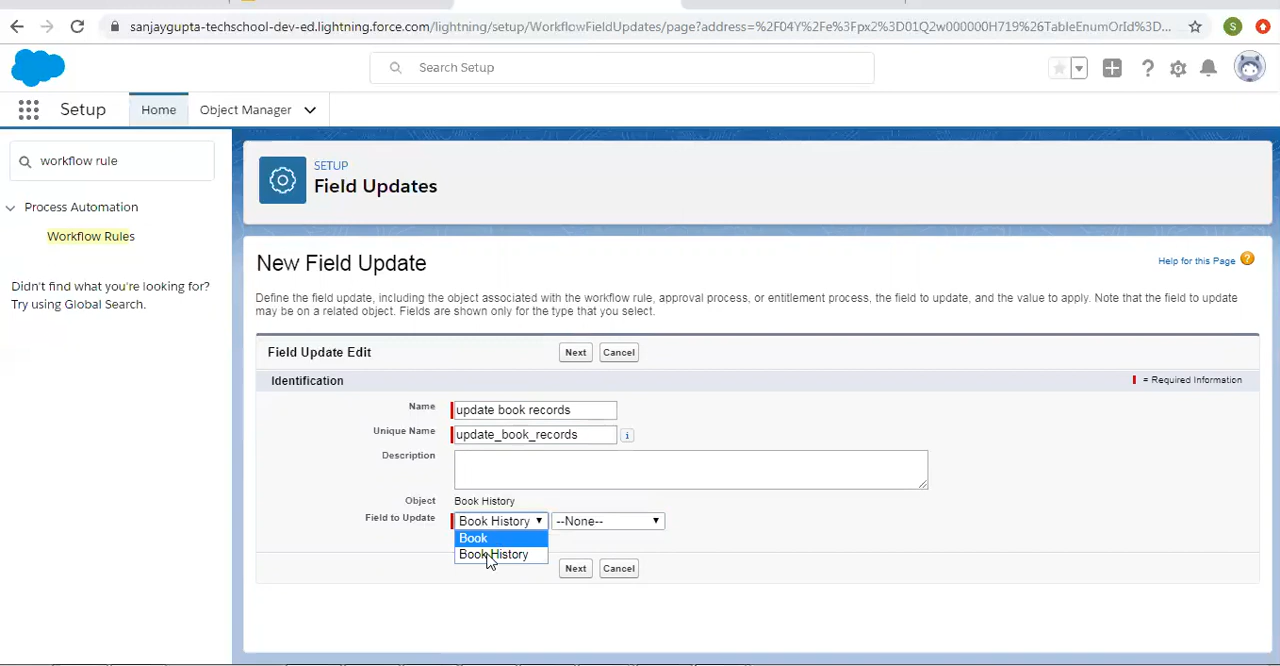 sanjaygupta-techschool-dev-ed.lightning.force.com/lightning/setup/WorkflowFieldUpdates/page?address=%2F04Y%2Fe%3Fpx2%3D01Q2w000000H719%26TableEnumOrId%3D...
S
Search Setup
Setup
Home
Object Manager
workflow rule
Process Automation
Workflow Rules
Didn't find what you're looking for?
Try using Global Search.
SETUP
Field Updates
New Field Update
Help for this Page
Define the field update, including the object associated with the workflow rule, approval process, or entitlement process, the field to update, and the value to apply. Note that the field to update
may be on a related object. Fields are shown only for the type that you select.
Field Update Edit
Next
Cancel
Identification
= Required Information
Name
update book records
Unique Name
update_book_records
i
Description
Object
Book History
Field to Update
Book History
--None--
Book
Book History
Next
Cancel